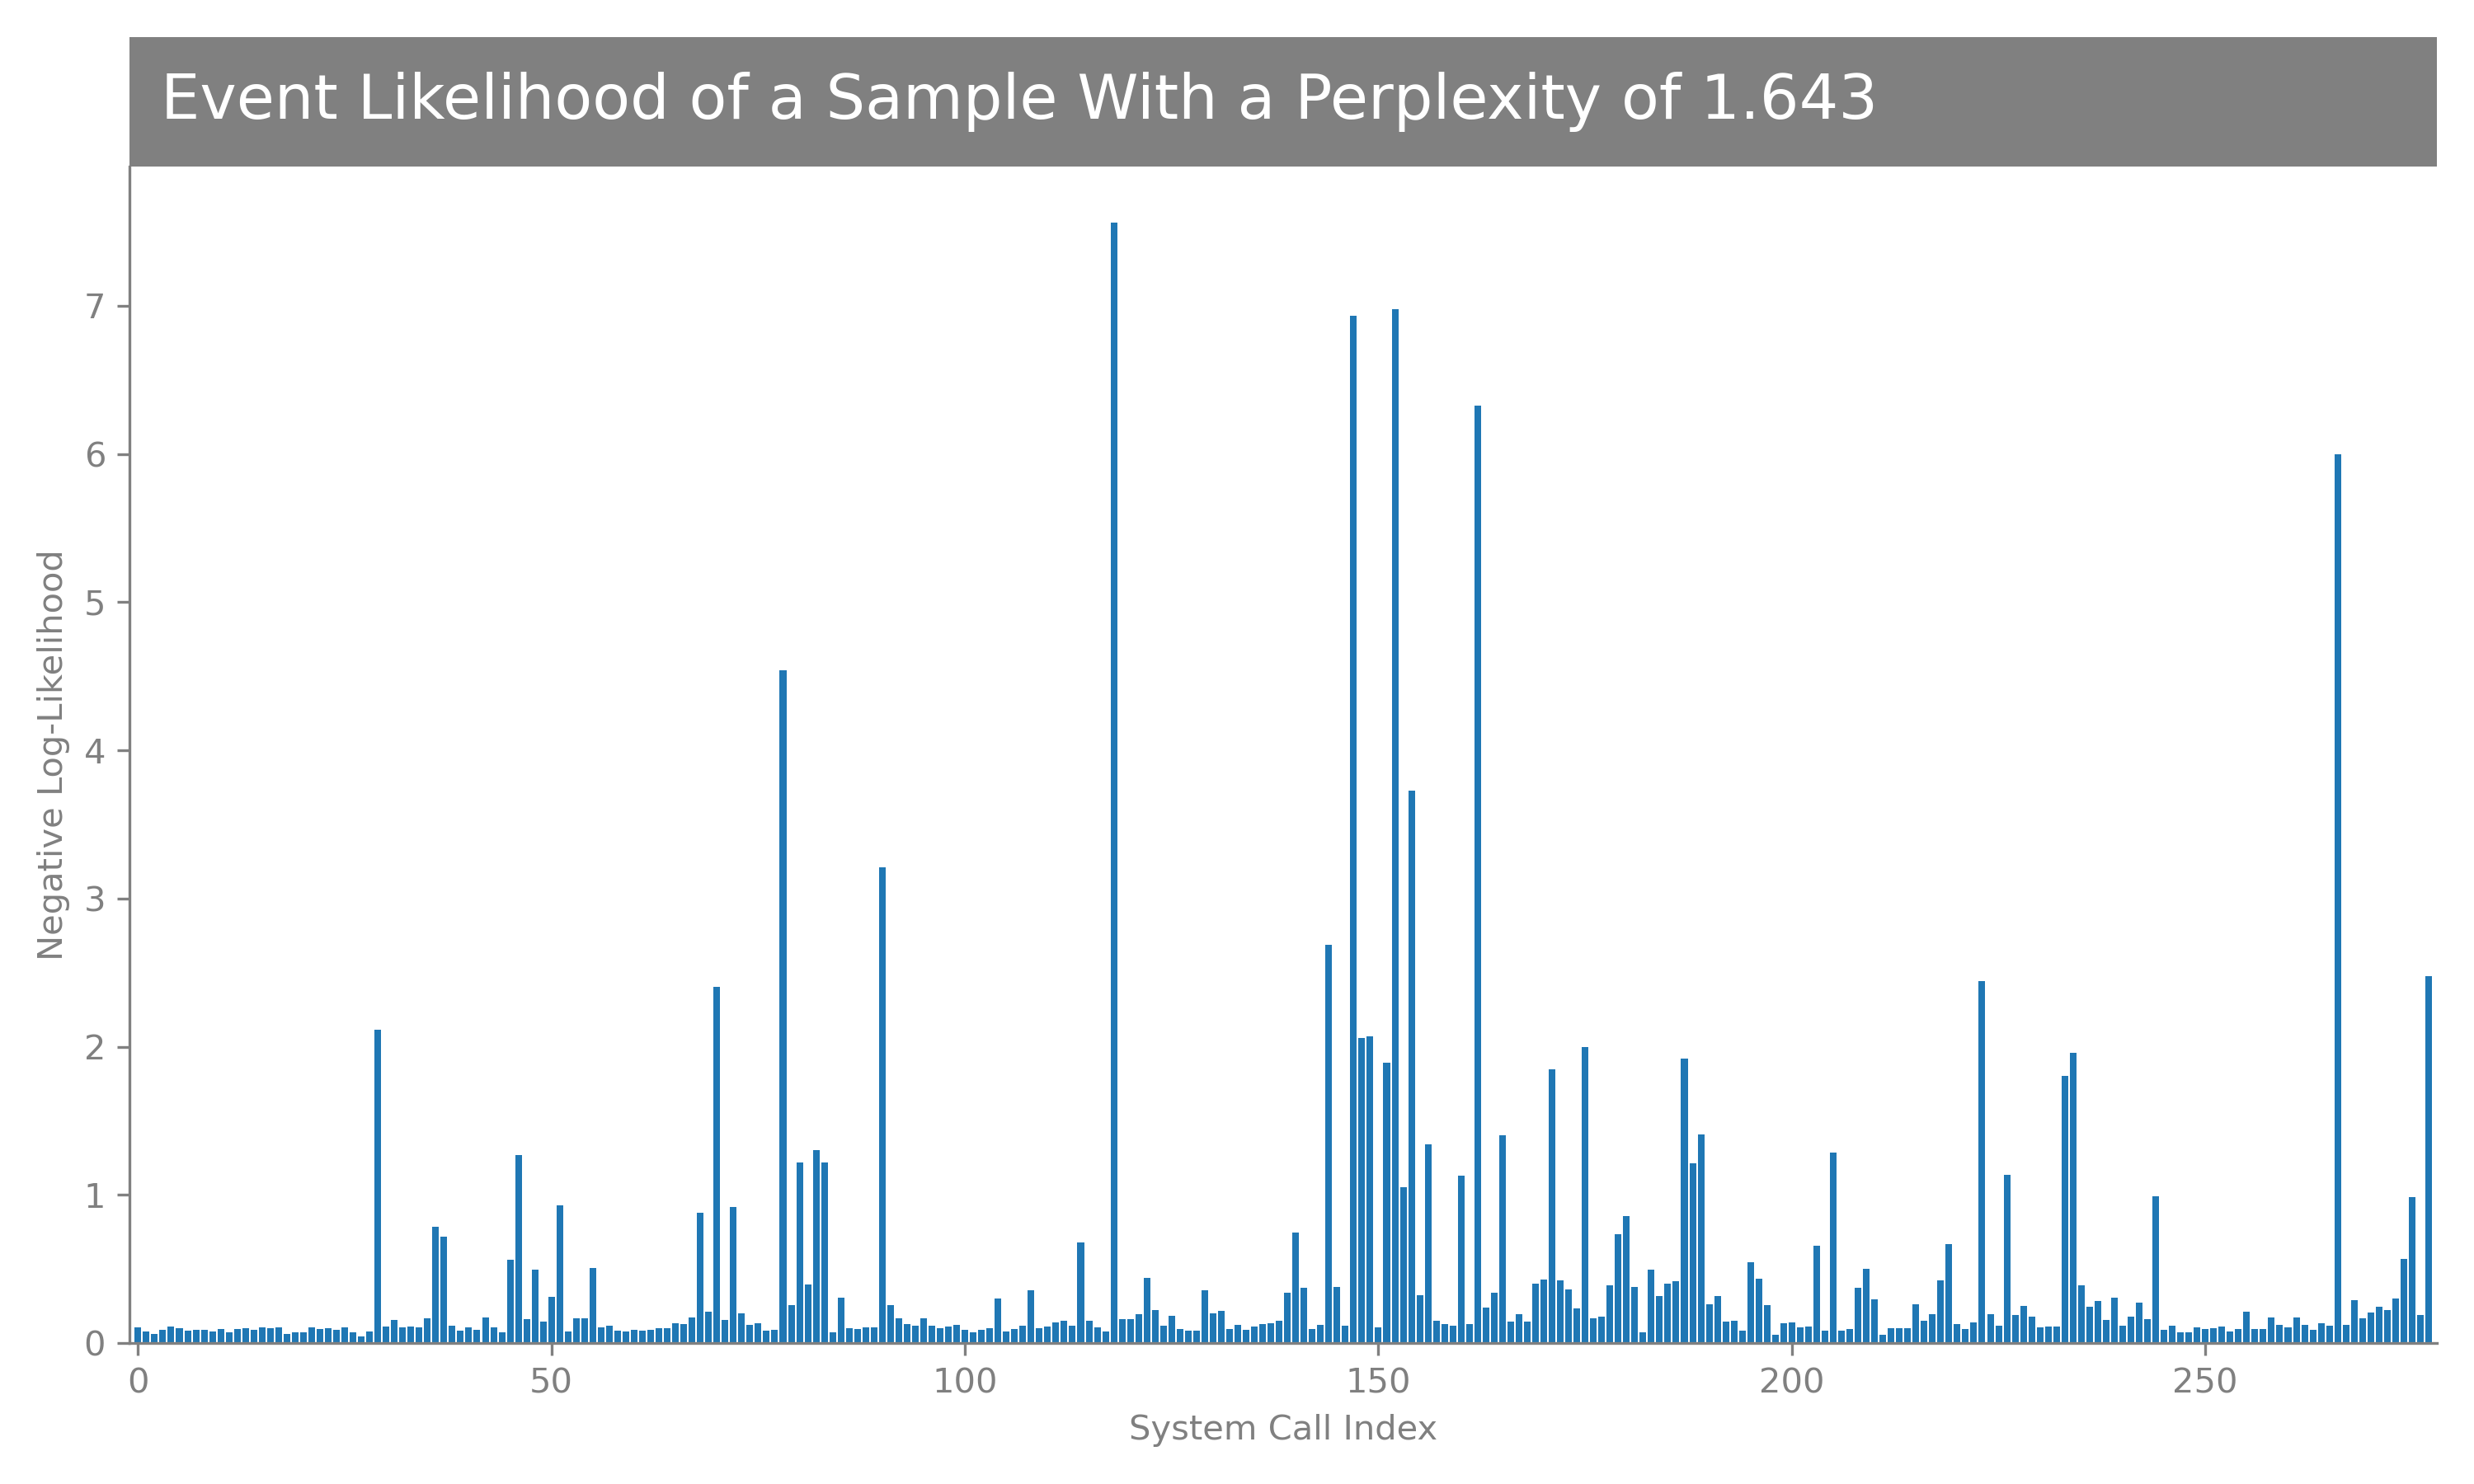 Event Likelihood of a Sample With a Perplexity of 1.643
Negative Log-Likelihood
7
6
5
4
3
2
1
0
0 50 100 150 200 250
System Call Index